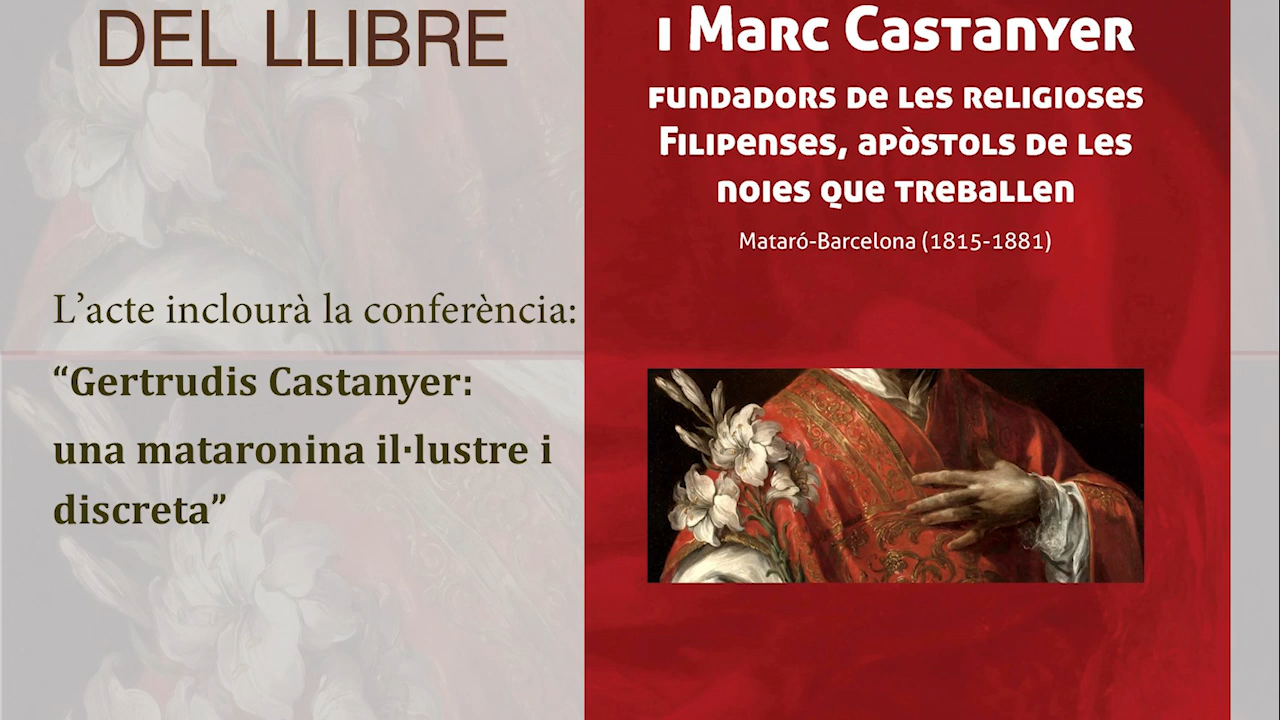 DEL LLIBRE
L’acte inclourà la conferència:
“Gertrudis Castanyer:
una mataronina il·lustre i
discreta”
i Marc Castanyer
fundadors de les religioses
Filipenses, apòstols de les
noies que treballen
Mataró-Barcelona (1815-1881)